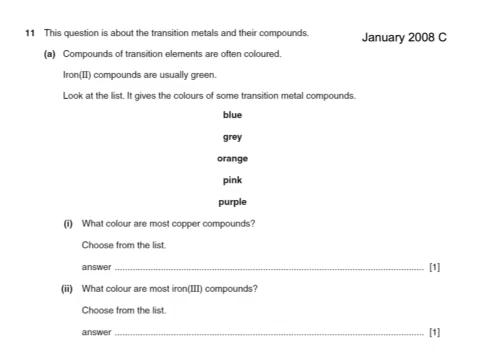 11 This question is about the transition metals and their compounds.
January 2008 C
(a) Compounds of transition elements are often coloured.
Iron(II) compounds are usually green.
Look at the list. It gives the colours of some transition metal compounds.
blue
grey
orange
pink
purple
(i) What colour are most copper compounds?
Choose from the list.
answer .......................................................................................................... [1]
(ii) What colour are most iron(III) compounds?
Choose from the list.
answer .......................................................................................................... [1]